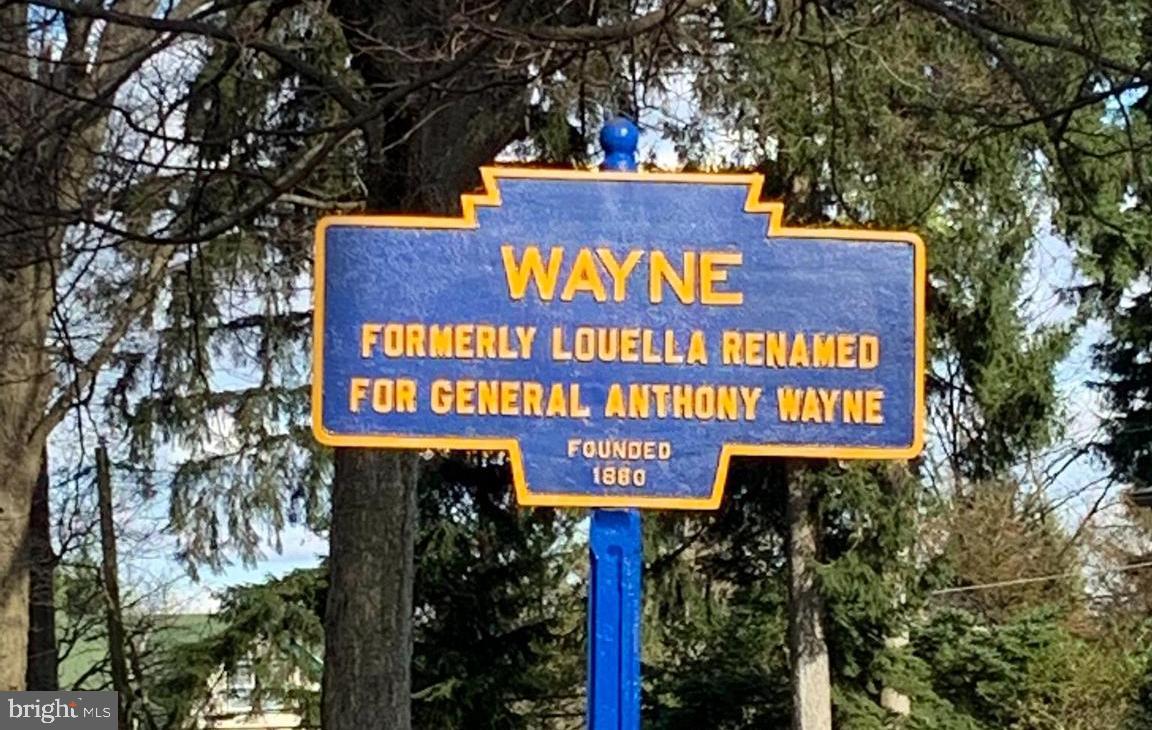 WAYNE
FORMERLY LOUELLA RENAMED
FOR GENERAL ANTHONY WAYNE
FOUNDED
1880
bright MLS